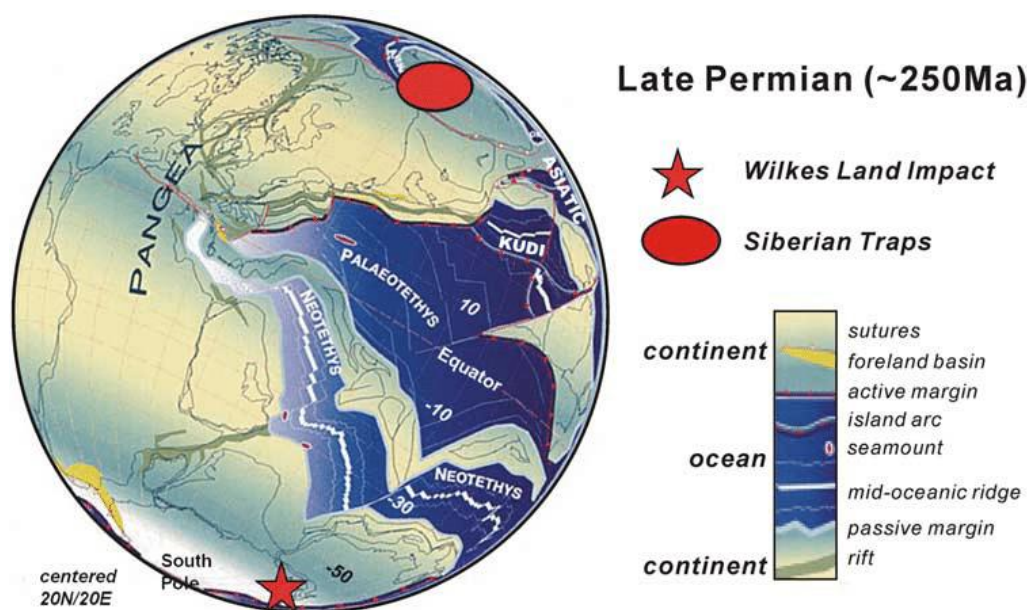 Late Permian (~250Ma)
Wilkes Land Impact
Siberian Traps
PANGEA
ASIATIC
KUDI
PALAEOTETHYS
10
NEOTETHYS
Equator
-10
NEOTETHYS
-30
-50
South
Pole
centered
20N/20E
continent
ocean
continent
sutures
foreland basin
active margin
island arc
seamount
mid-oceanic ridge
passive margin
rift